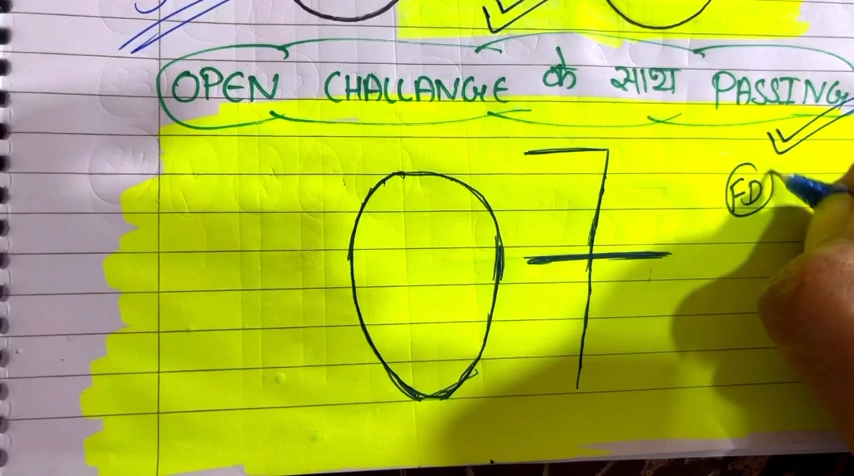 OPEN CHALLANGE के साथ PASSING
FD
07